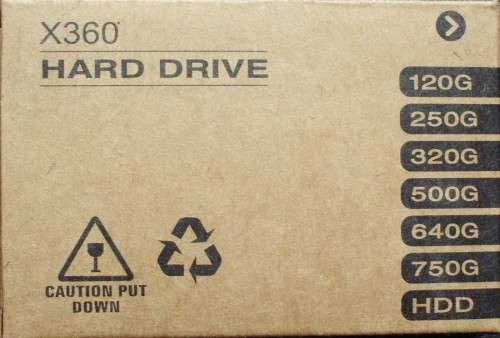 X360°
HARD DRIVE
120G
250G
320G
500G
640G
750G
HDD
CAUTION PUT
DOWN